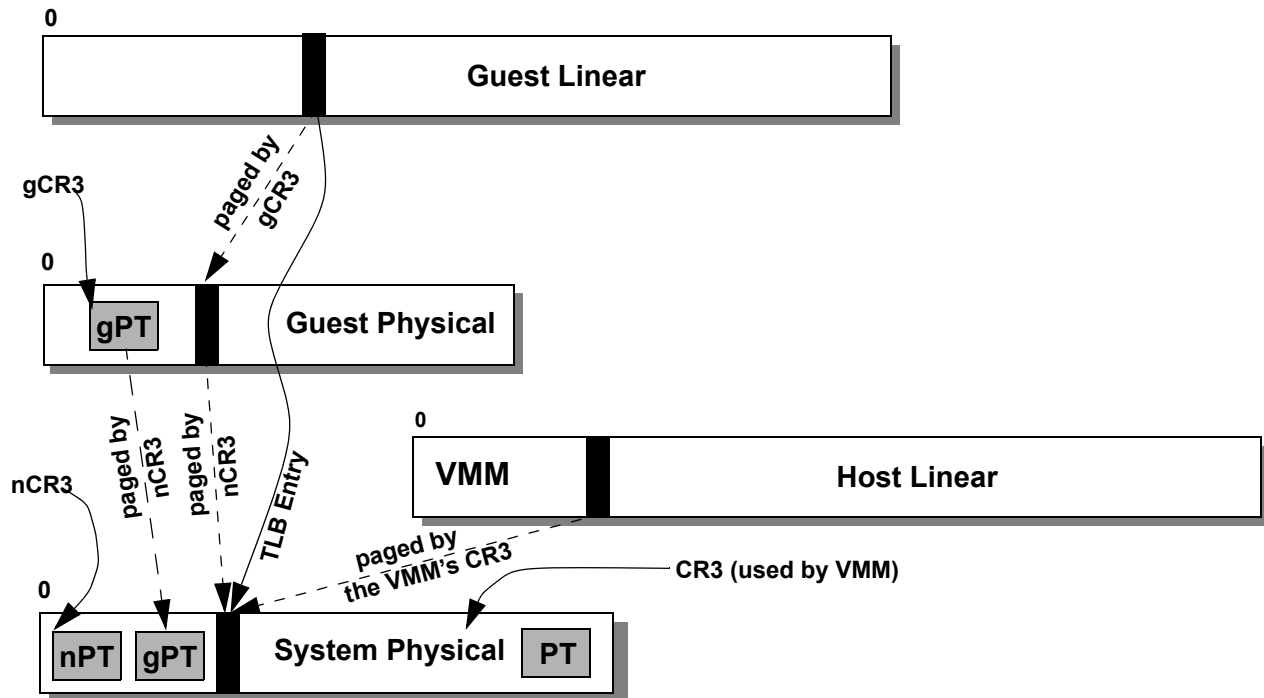 0
Guest Linear
paged by
gCR3
gCR3
0
gPT
Guest Physical
0
paged by
nCR3
paged by
nCR3
TLB Entry
VMM
Host Linear
nCR3
paged by
the VMM's CR3
CR3 (used by VMM)
0
nPT
gPT
System Physical
PT